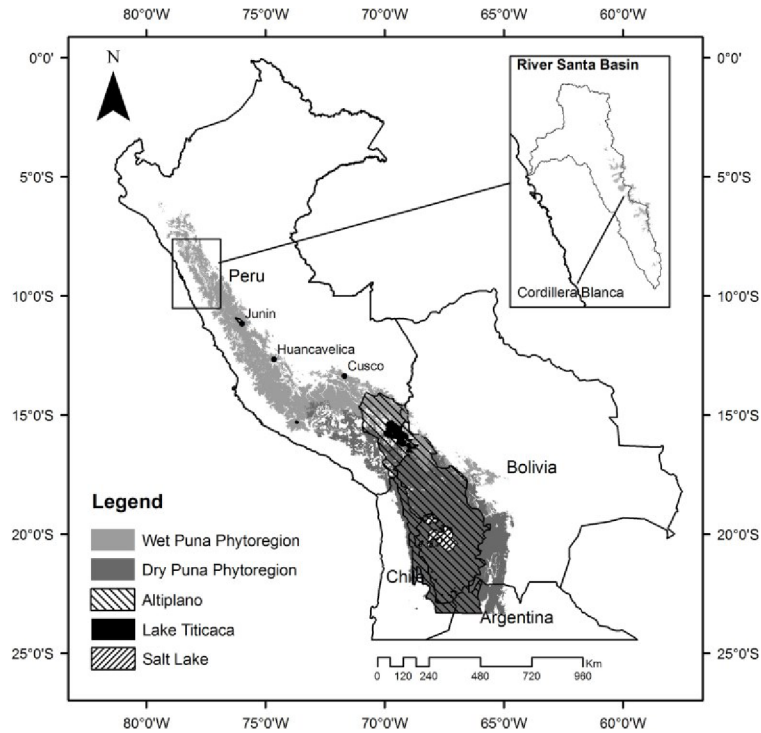 80°0'W 75°0'W 70°0'W 65°0'W 60°0'W
0°0' 0°0'
N
River Santa Basin
5°0'S 5°0'S
Peru
Cordillera Blanca
10°0'S 10°0'S
Junin
Huancavelica
Cusco
15°0'S 15°0'S
Bolivia
Legend
Wet Puna Phytoregion
20°0'S 20°0'S
Dry Puna Phytoregion
Chile
Altiplano
Argentina
Lake Titicaca
Salt Lake
25°0'S 25°0'S
Km
0 120 240 480 720 960
80°0'W 75°0'W 70°0'W 65°0'W 60°0'W